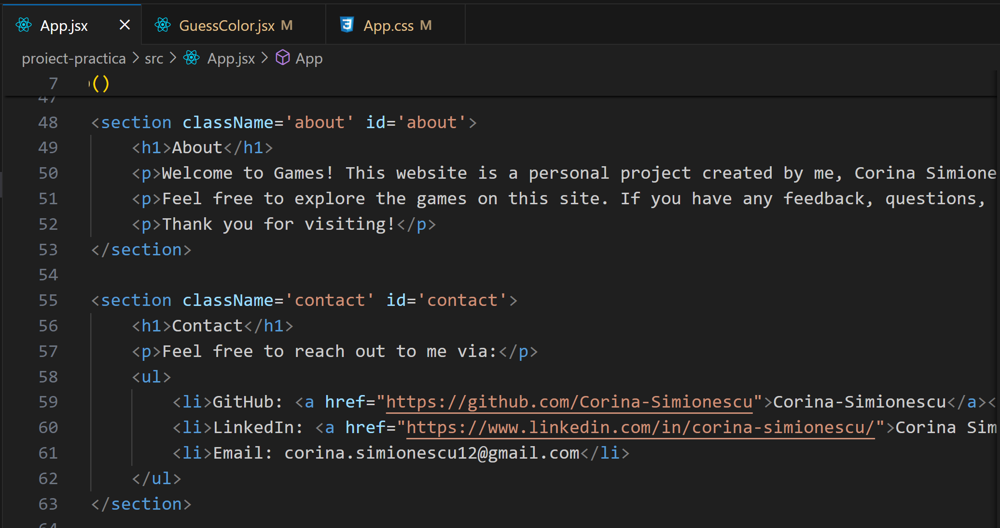 App.jsx GuessColor.jsx M App.css M
proiect-practica > src > App.jsx > App
7 ()
47
48 <section className='about' id='about'>
49 <h1>About</h1>
50 <p>Welcome to Games! This website is a personal project created by me, Corina Simione
51 <p>Feel free to explore the games on this site. If you have any feedback, questions,
52 <p>Thank you for visiting!</p>
53 </section>
54
55 <section className='contact' id='contact'>
56 <h1>Contact</h1>
57 <p>Feel free to reach out to me via:</p>
58 <ul>
59 <li>GitHub: <a href="https://github.com/Corina-Simionescu">Corina-Simionescu</a><
60 <li>LinkedIn: <a href="https://www.linkedin.com/in/corina-simionescu/">Corina Sim
61 <li>Email: corina.simionescu12@gmail.com</li>
62 </ul>
63 </section>
64